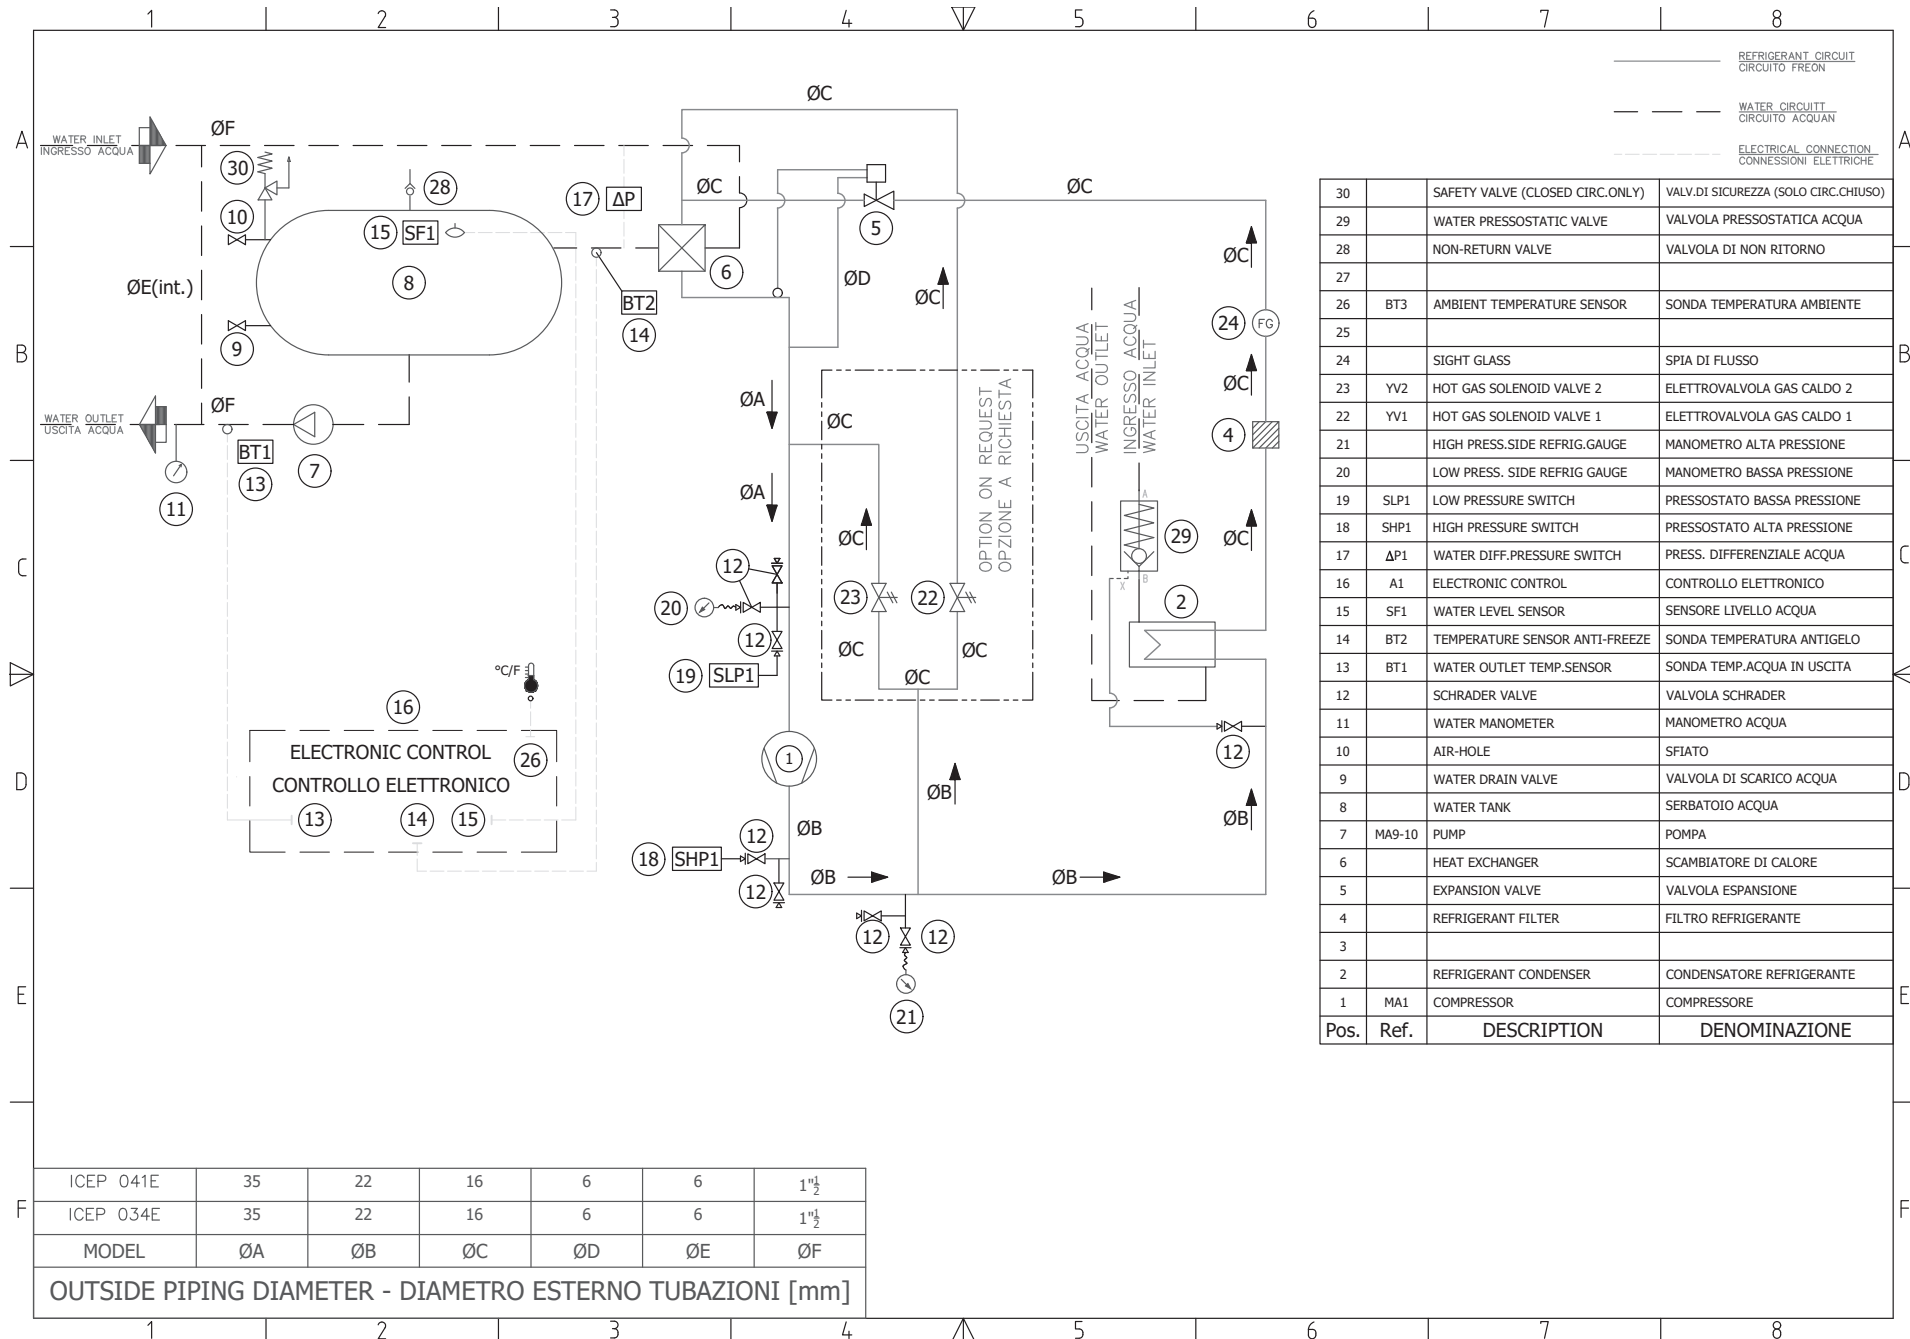 1 2 3 4 5 6 7 8
REFRIGERANT CIRCUIT
CIRCUITO FREON
WATER CIRCUITT
CIRCUITO ACQUAN
ELECTRICAL CONNECTION
CONNESSIONI ELETTRICHE
A A
B B
C C
D D
E E
F F
WATER INLET
INGRESSO ACQUA
ØF
30
10
28
15 SF1
8
ØE(int.)
9
WATER OUTLET
USCITA ACQUA
ØF
BT1
13
7
11
17 ΔP
BT2
14
6
ØC
ØC
ØC
5
ØD
ØC
ØC
24 FG
ØC
4
ØC
ØA
ØA
ØC
OPTION ON REQUEST
OPZIONE A RICHIESTA
USCITA ACQUA
WATER OUTLET
INGRESSO ACQUA
WATER INLET
A
29
B
X
2
12
20
12
19 SLP1
ØC
23
22
ØC
ØC
ØC
1
12
ØB
ØB
°C/F
16
ELECTRONIC CONTROL
CONTROLLO ELETTRONICO
26
13 14 15
ØB
12
18 SHP1
12
ØB
ØB
12 12
21
30 SAFETY VALVE (CLOSED CIRC.ONLY) VALV.DI SICUREZZA (SOLO CIRC.CHIUSO)
29 WATER PRESSOSTATIC VALVE VALVOLA PRESSOSTATICA ACQUA
28 NON-RETURN VALVE VALVOLA DI NON RITORNO
27
26 BT3 AMBIENT TEMPERATURE SENSOR SONDA TEMPERATURA AMBIENTE
25
24 SIGHT GLASS SPIA DI FLUSSO
23 YV2 HOT GAS SOLENOID VALVE 2 ELETTROVALVOLA GAS CALDO 2
22 YV1 HOT GAS SOLENOID VALVE 1 ELETTROVALVOLA GAS CALDO 1
21 HIGH PRESS.SIDE REFRIG.GAUGE MANOMETRO ALTA PRESSIONE
20 LOW PRESS. SIDE REFRIG GAUGE MANOMETRO BASSA PRESSIONE
19 SLP1 LOW PRESSURE SWITCH PRESSOSTATO BASSA PRESSIONE
18 SHP1 HIGH PRESSURE SWITCH PRESSOSTATO ALTA PRESSIONE
17 ΔP1 WATER DIFF.PRESSURE SWITCH PRESS. DIFFERENZIALE ACQUA
16 A1 ELECTRONIC CONTROL CONTROLLO ELETTRONICO
15 SF1 WATER LEVEL SENSOR SENSORE LIVELLO ACQUA
14 BT2 TEMPERATURE SENSOR ANTI-FREEZE SONDA TEMPERATURA ANTIGELO
13 BT1 WATER OUTLET TEMP.SENSOR SONDA TEMP.ACQUA IN USCITA
12 SCHRADER VALVE VALVOLA SCHRADER
11 WATER MANOMETER MANOMETRO ACQUA
10 AIR-HOLE SFIATO
9 WATER DRAIN VALVE VALVOLA DI SCARICO ACQUA
8 WATER TANK SERBATOIO ACQUA
7 MA9-10 PUMP POMPA
6 HEAT EXCHANGER SCAMBIATORE DI CALORE
5 EXPANSION VALVE VALVOLA ESPANSIONE
4 REFRIGERANT FILTER FILTRO REFRIGERANTE
3
2 REFRIGERANT CONDENSER CONDENSATORE REFRIGERANTE
1 MA1 COMPRESSOR COMPRESSORE
Pos. Ref. DESCRIPTION DENOMINAZIONE
ICEP 041E 35 22 16 6 6 1"½
ICEP 034E 35 22 16 6 6 1"½
MODEL ØA ØB ØC ØD ØE ØF
OUTSIDE PIPING DIAMETER - DIAMETRO ESTERNO TUBAZIONI [mm]
1 2 3 4 5 6 7 8